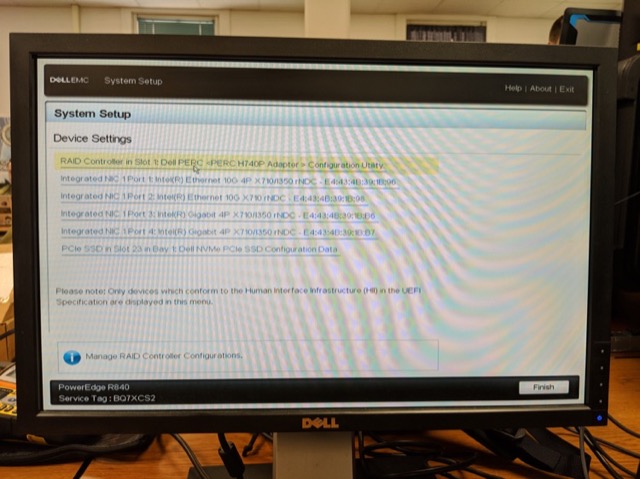 DELLEMC System Setup
Help | About | Exit
System Setup
Device Settings
RAID Controller in Slot 1: Dell PERC <PERC H740P Adapter > Configuration Utility
Integrated NIC 1 Port 1: Intel(R) Ethernet 10G 4P X710/I350 rNDC - E4:43:4B:39:1B:96
Integrated NIC 1 Port 2: Intel(R) Ethernet 10G X710 rNDC - E4:43:4B:39:1B:98
Integrated NIC 1 Port 3: Intel(R) Gigabit 4P X710/I350 rNDC - E4:43:4B:39:1B:B6
Integrated NIC 1 Port 4: Intel(R) Gigabit 4P X710/I350 rNDC - E4:43:4B:39:1B:B7
PCIe SSD in Slot 23 in Bay 1: Dell NVMe PCIe SSD Configuration Data
Please note: Only devices which conform to the Human Interface Infrastructure (HII) in the UEFI
Specification are displayed in this menu.
Manage RAID Controller Configurations.
PowerEdge R840
Service Tag : BQ7XCS2
Finish
DELL